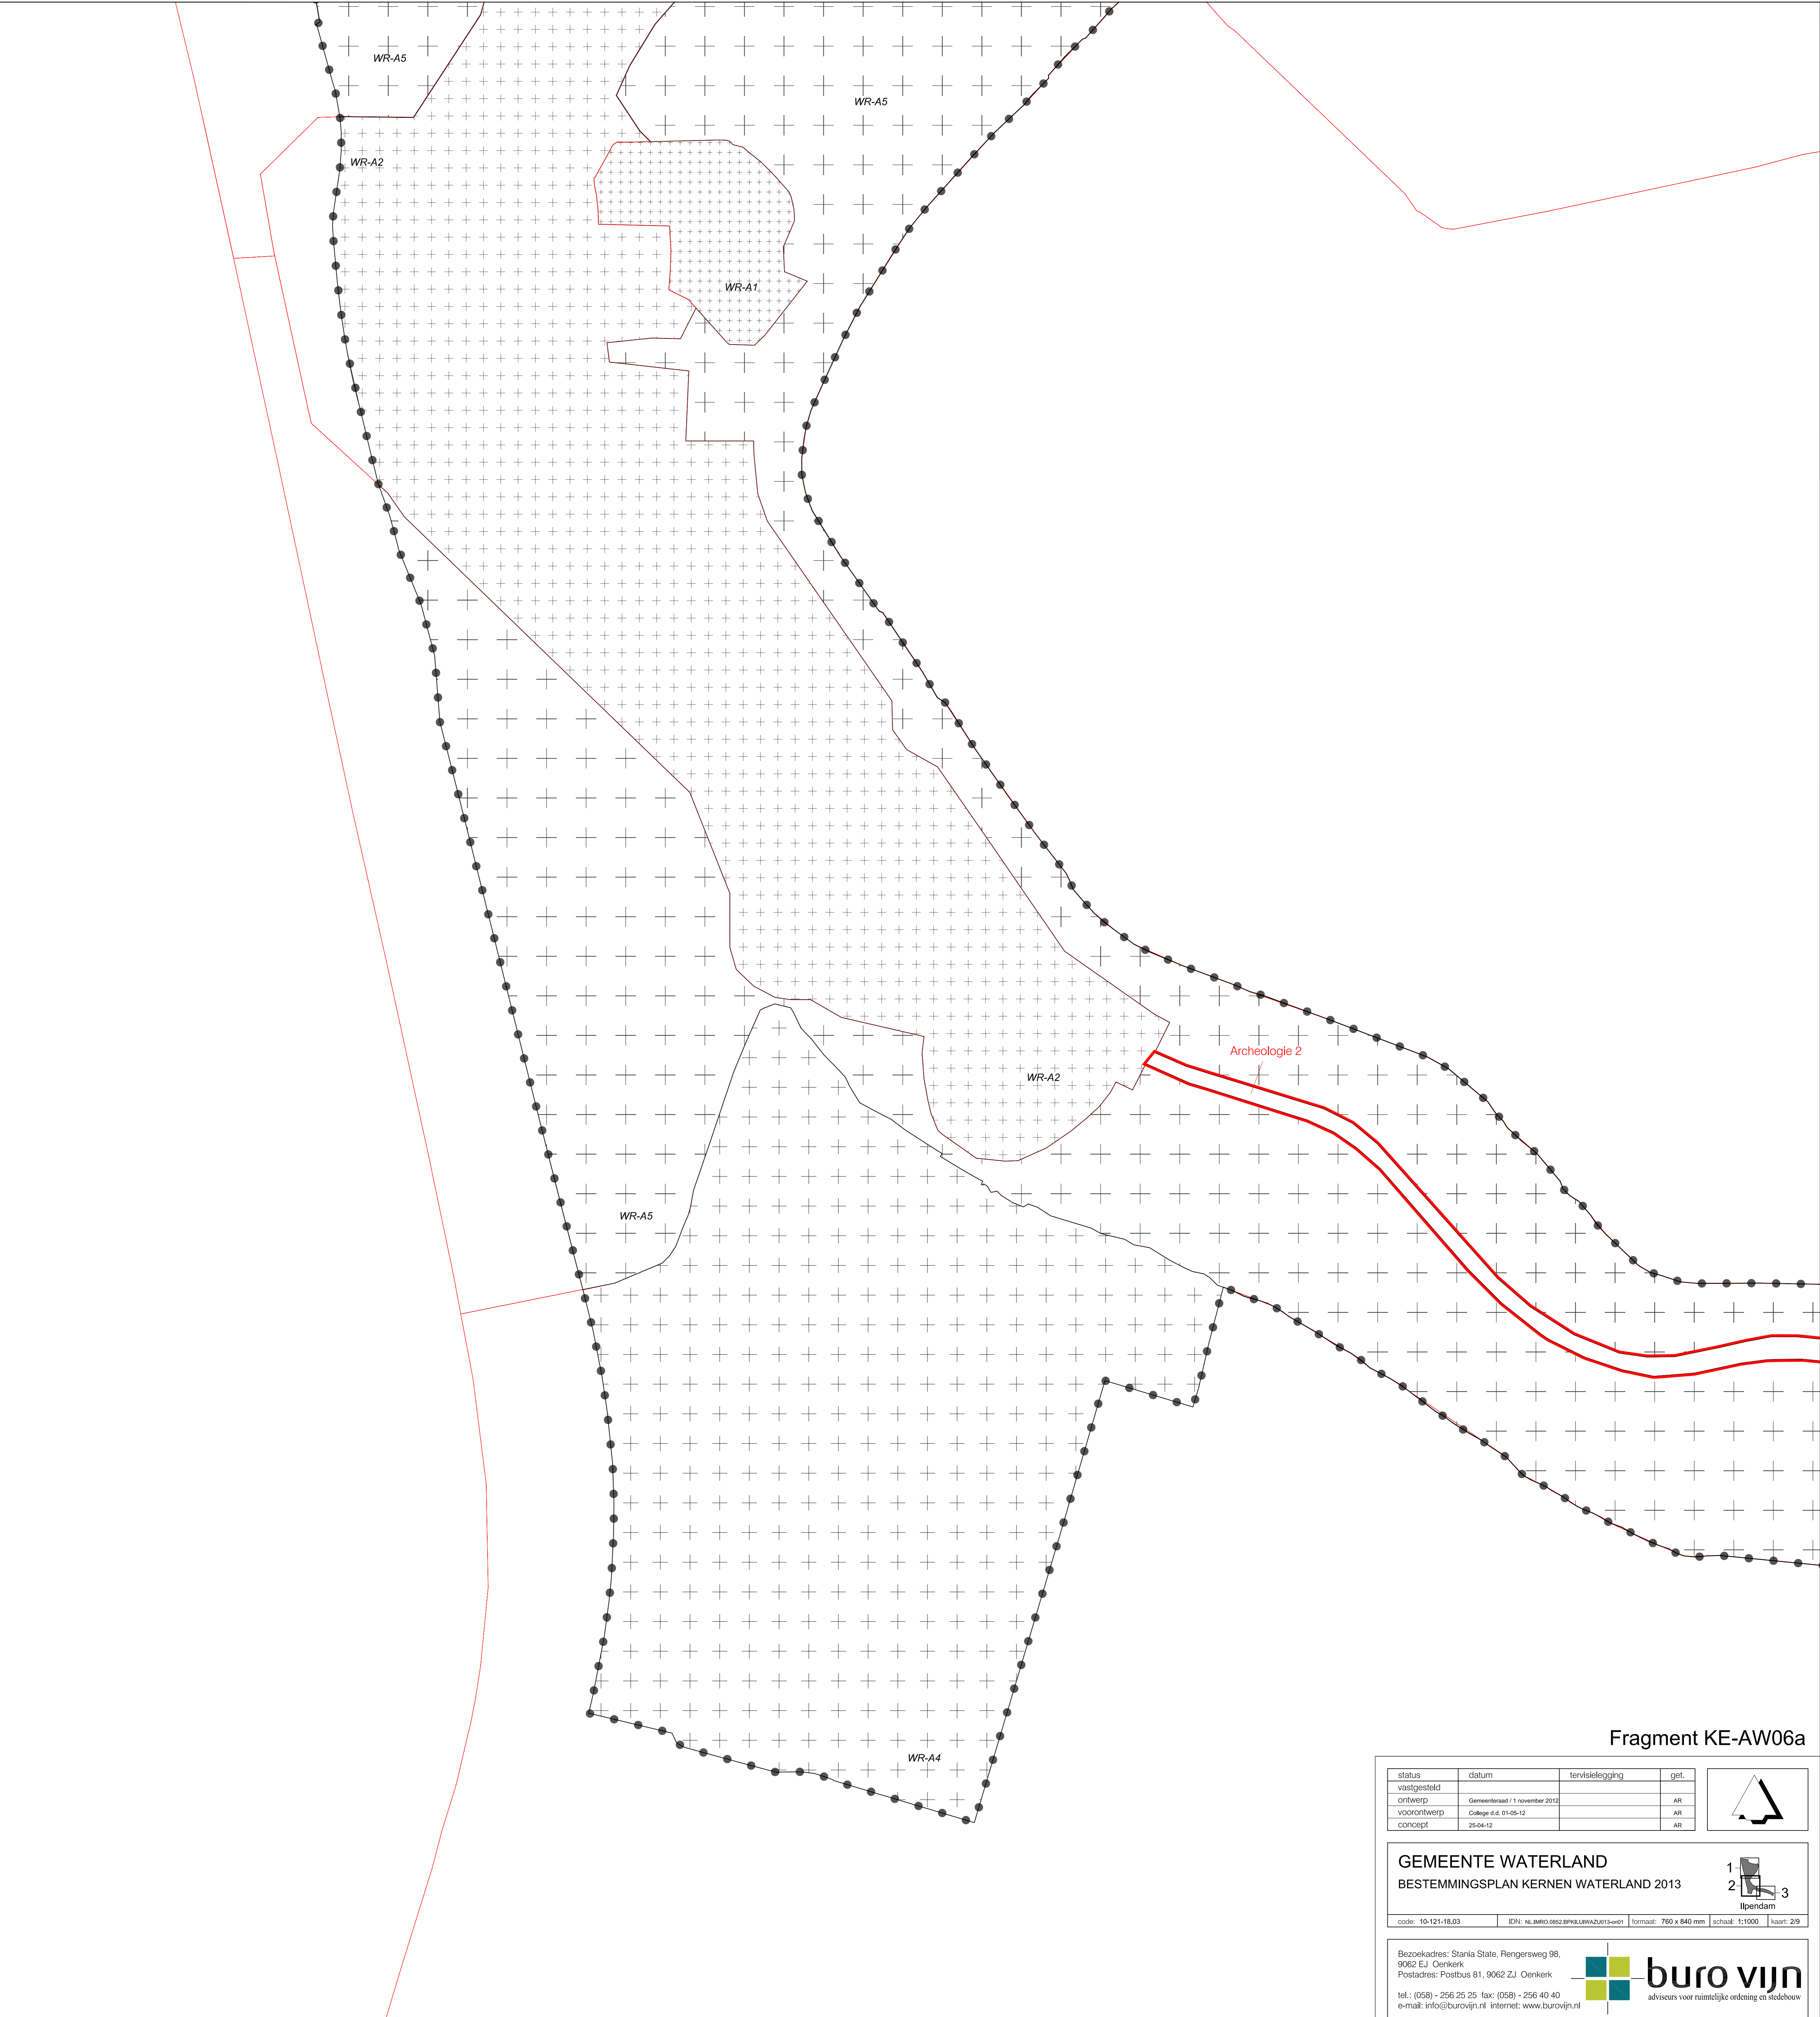 WR-A5
WR-A5
WR-A2
WR-A1
Archeologie 2
WR-A2
WR-A5
WR-A4
Fragment KE-AW06a
status datum tervisielegging get.
vastgesteld
ontwerp Gemeenteraad / 1 november 2012 AR
voorontwerp College d.d. 01-05-12 AR
concept 25-04-12 AR
GEMEENTE WATERLAND
BESTEMMINGSPLAN KERNEN WATERLAND 2013
1
2
3
Ilpendam
code: 10-121-18.03 IDN: formaat: 760 x 840 mm schaal: 1:1000 kaart: 2/9
Bezoekadres: Stania State, Rengersweg 98,
9062 EJ Oenkerk
Postadres: Postbus 81, 9062 ZJ Oenkerk
tel.: (058) - 256 25 25 fax: (058) - 256 40 40
e-mail: info@burovijn.nl internet: www.burovijn.nl
buro vijn
adviseurs voor ruimtelijke ordening en stedebouw